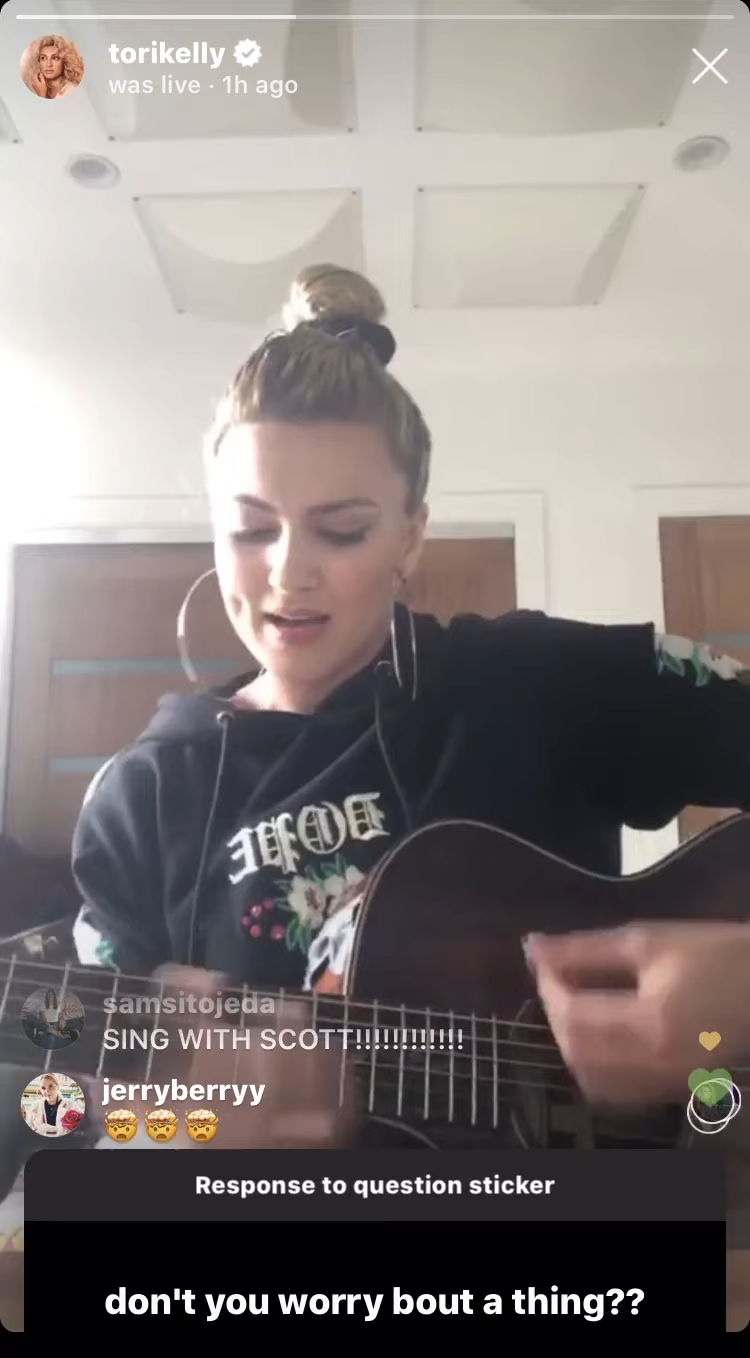 torikelly
was live · 1h ago
DOPE
samsitojeda
SING WITH SCOTT!!!!!!!!!!!!!
jerryberryy
🤯🤯🤯
Response to question sticker
don't you worry bout a thing??